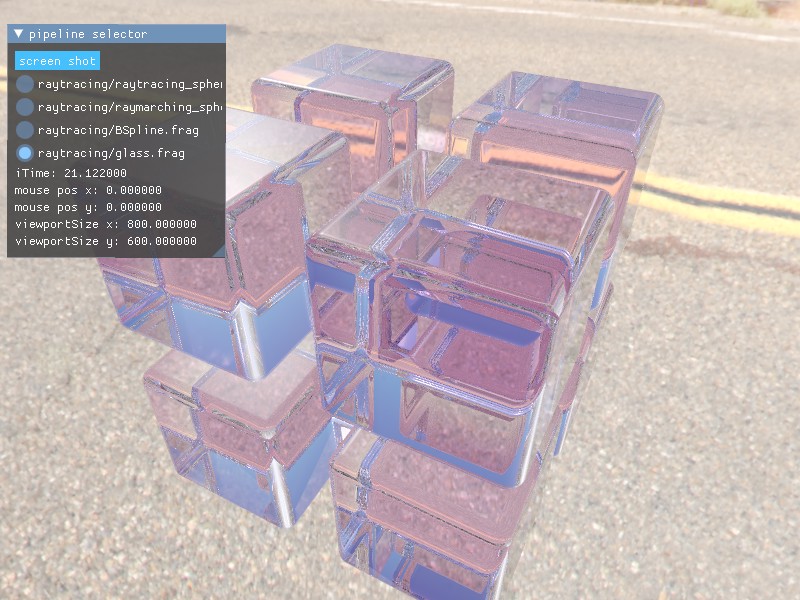 pipeline selector
screen shot
raytracing/raytracing_sphe
raytracing/raymarching_sph
raytracing/BSpline.frag
raytracing/glass.frag
iTime: 21.122000
mouse pos x: 0.000000
mouse pos y: 0.000000
viewportSize x: 800.000000
viewportSize y: 600.000000